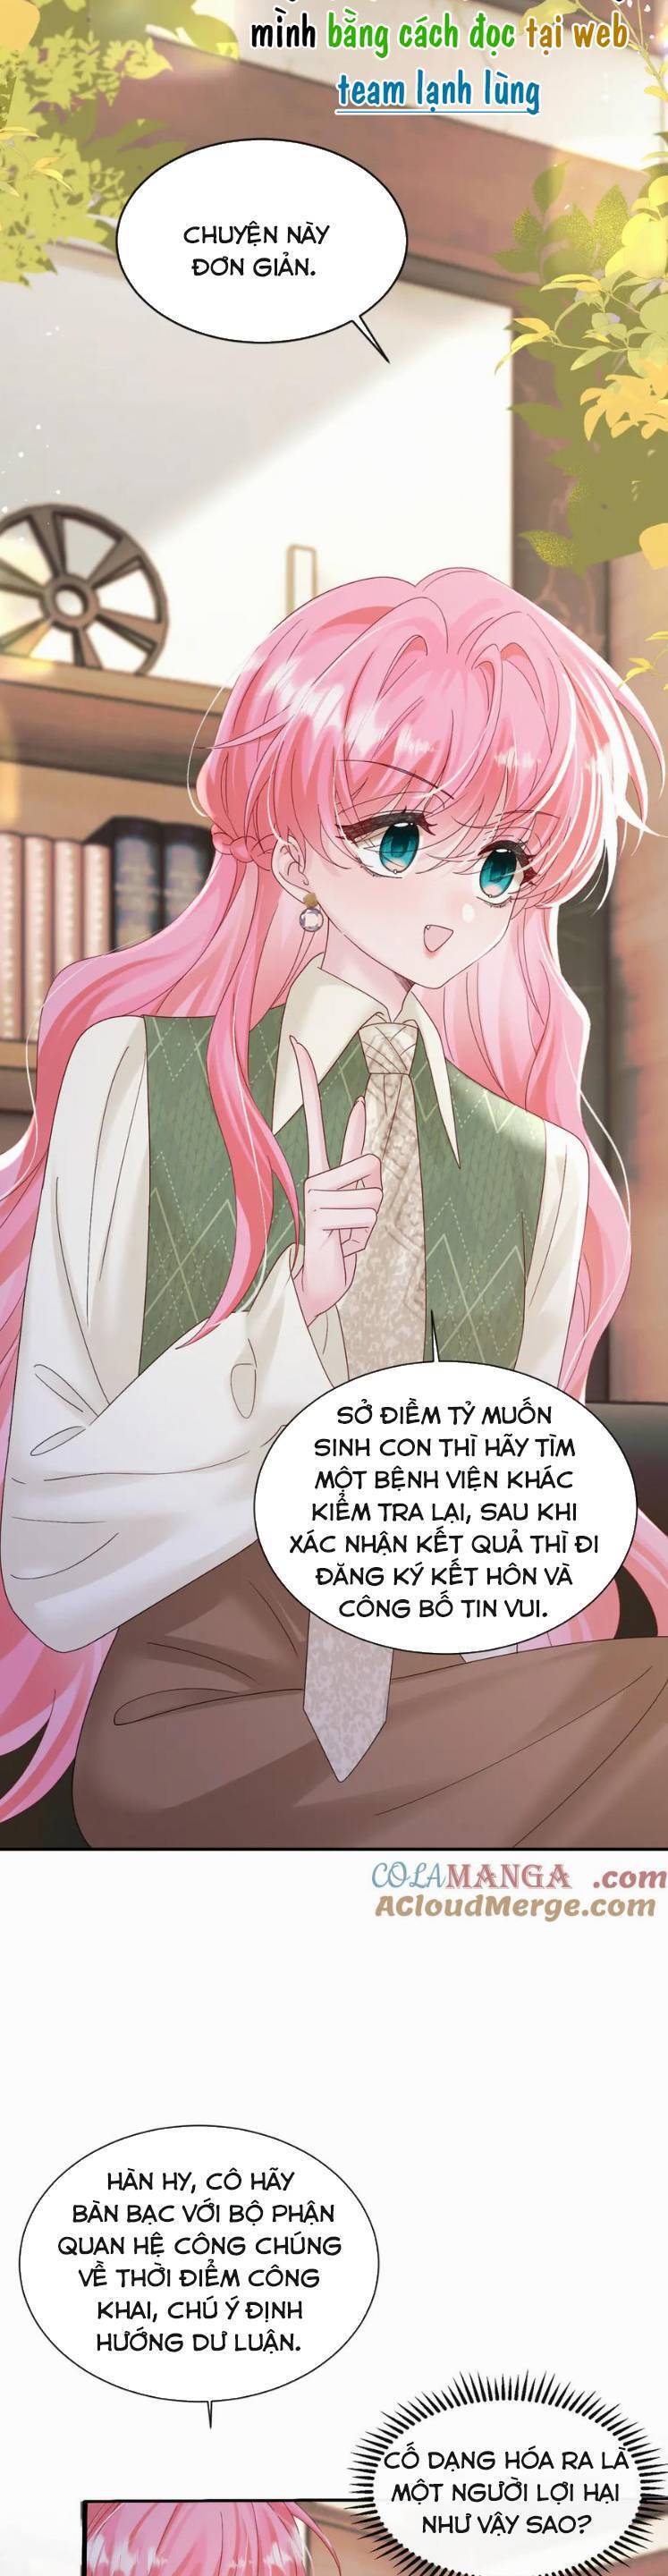 mình bằng cách đọc tại web
team lạnh lùng
CHUYỆN NÀY
ĐƠN GIẢN.
SỞ ĐIỀM TỶ MUỐN
SINH CON THÌ HÃY TÌM
MỘT BỆNH VIỆN KHÁC
KIỂM TRA LẠI, SAU KHI
XÁC NHẬN KẾT QUẢ THÌ ĐI
ĐĂNG KÝ KẾT HÔN VÀ
CÔNG BỐ TIN VUI.
COLAMANGA .com
ACloudMerge.com
HÀN HY, CÔ HÃY
BÀN BẠC VỚI BỘ PHẬN
QUAN HỆ CÔNG CHÚNG
VỀ THỜI ĐIỂM CÔNG
KHAI, CHÚ Ý ĐỊNH
HƯỚNG DƯ LUẬN.
CỐ DẠNG HÓA RA LÀ
MỘT NGƯỜI LỢI HẠI
NHƯ VẬY SAO?